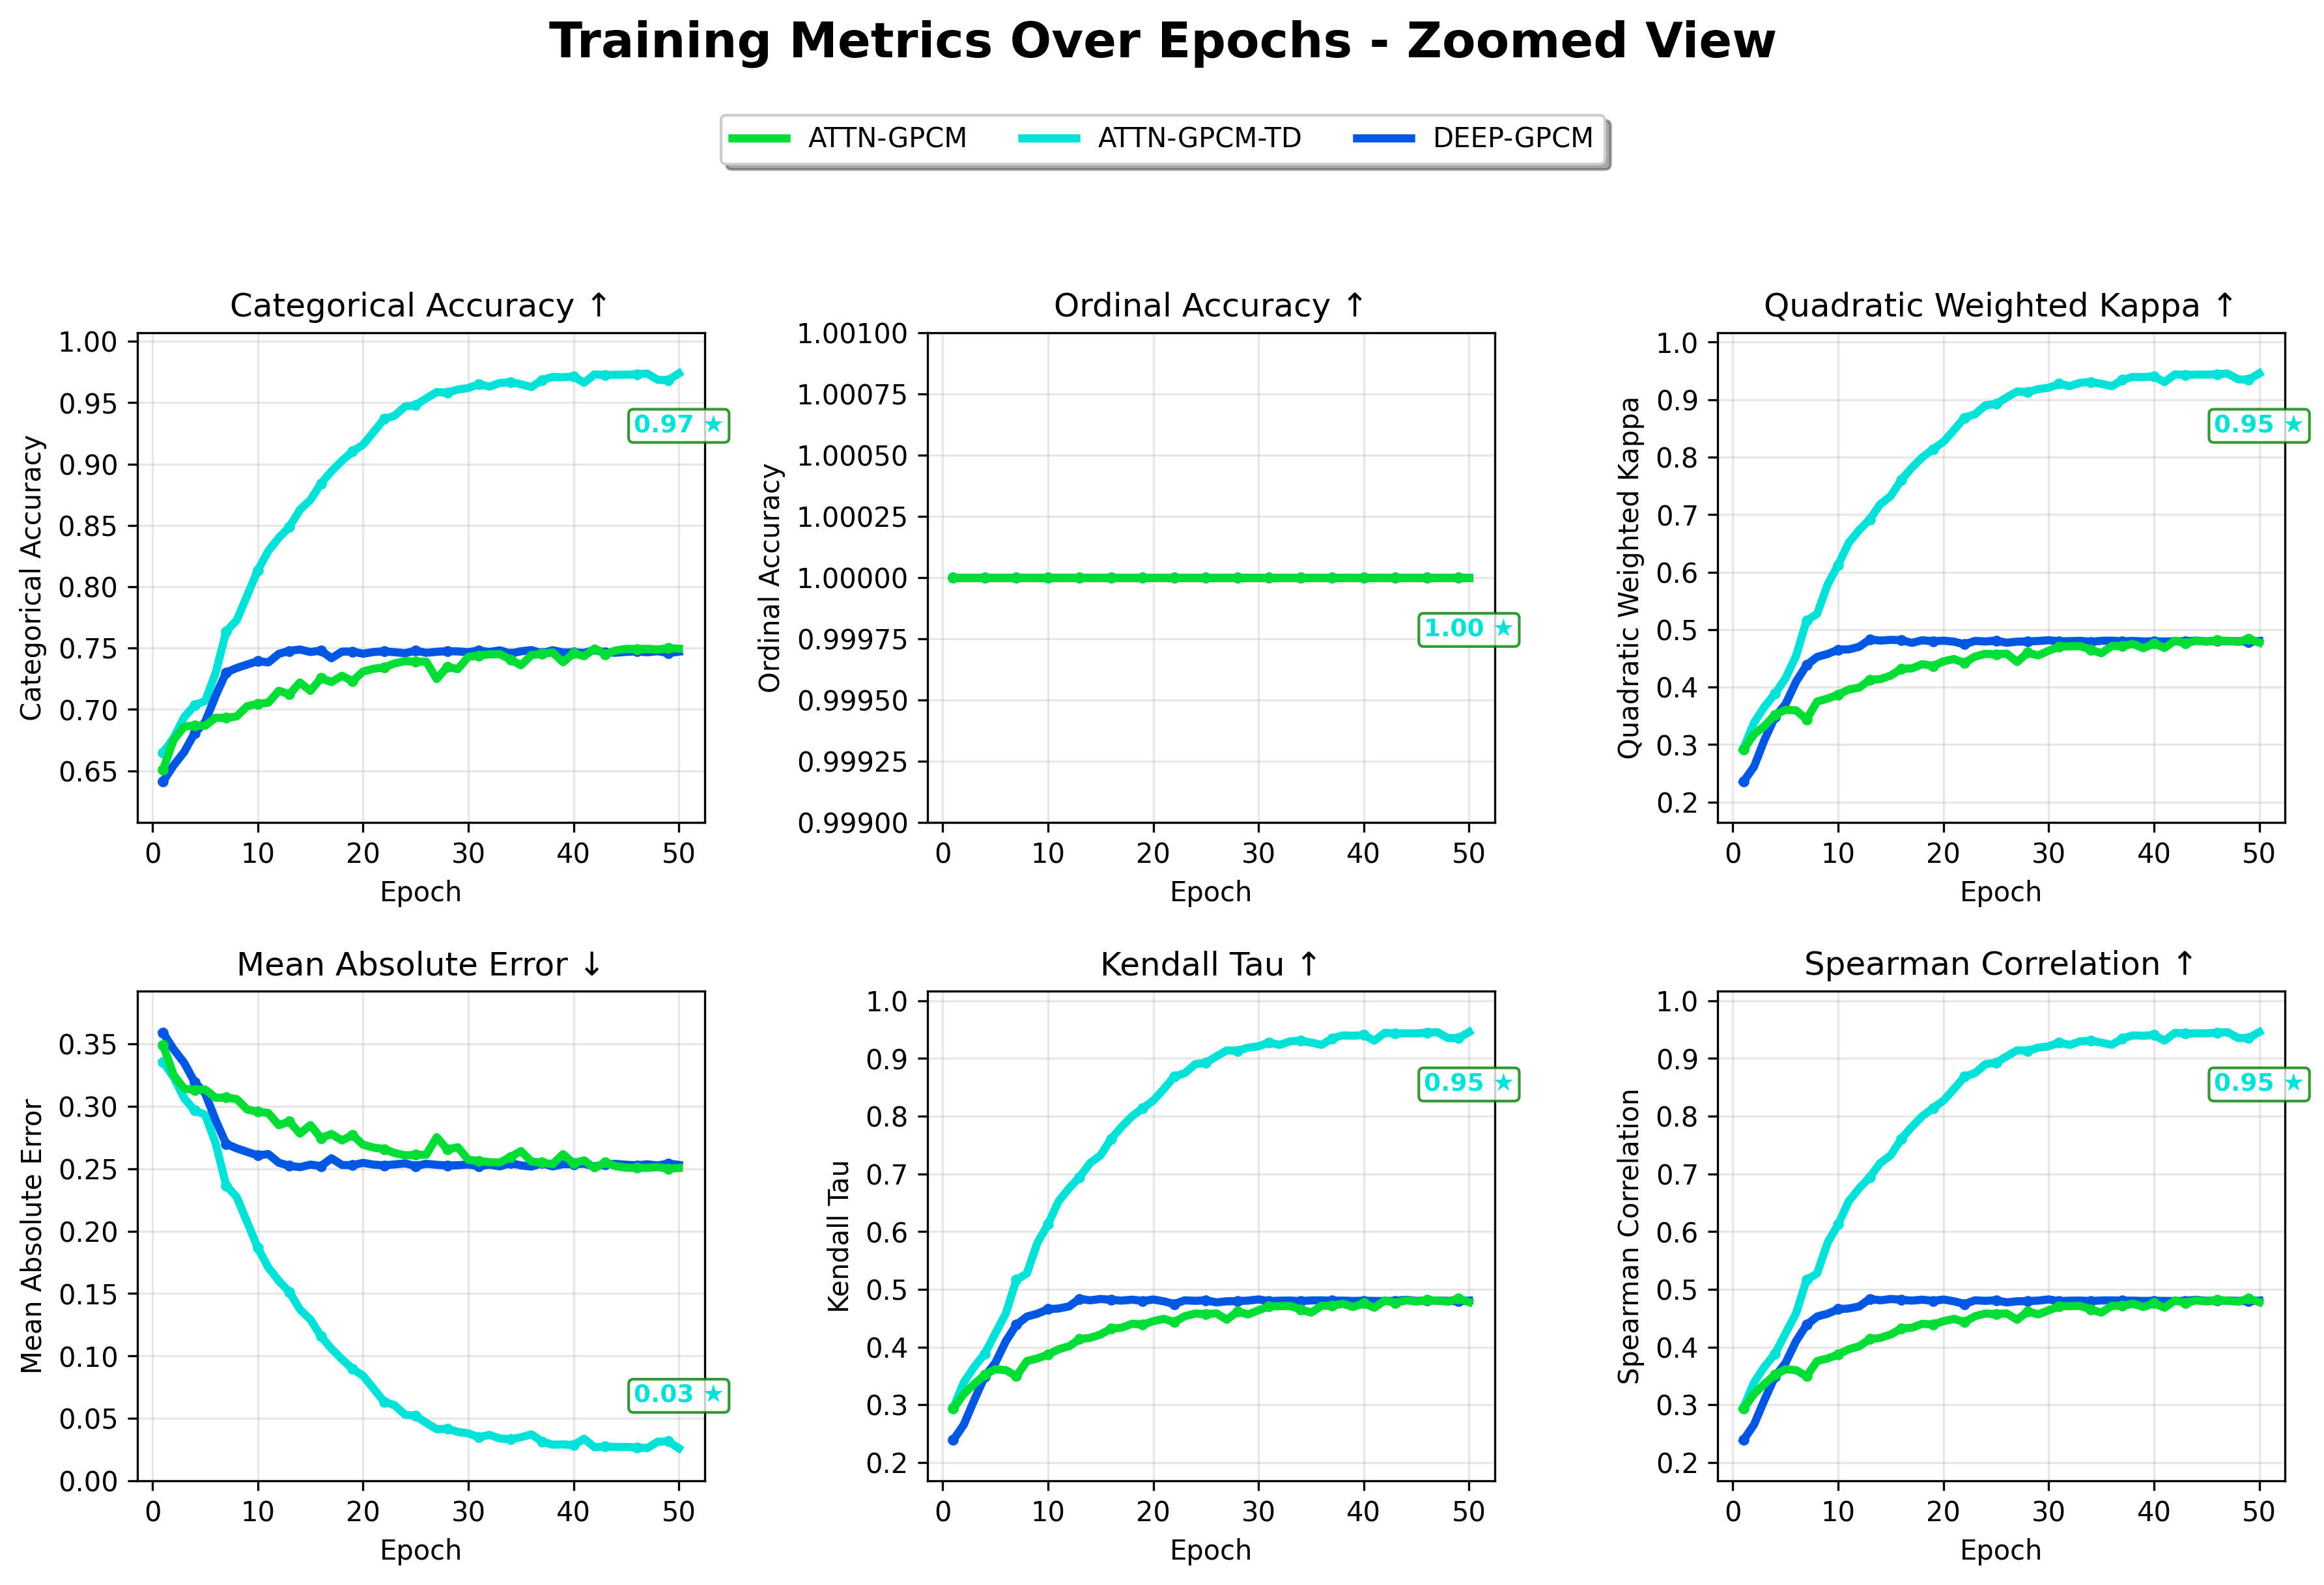 Training Metrics Over Epochs - Zoomed View
ATTN-GPCM ATTN-GPCM-TD DEEP-GPCM
Categorical Accuracy ↑
Categorical Accuracy
1.00
0.95
0.90
0.85
0.80
0.75
0.70
0.65
0.97 ★
0 10 20 30 40 50
Epoch
Ordinal Accuracy ↑
Ordinal Accuracy
1.00100
1.00075
1.00050
1.00025
1.00000
0.99975
0.99950
0.99925
0.99900
1.00 ★
0 10 20 30 40 50
Epoch
Quadratic Weighted Kappa ↑
Quadratic Weighted Kappa
1.0
0.9
0.8
0.7
0.6
0.5
0.4
0.3
0.2
0.95 ★
0 10 20 30 40 50
Epoch
Mean Absolute Error ↓
Mean Absolute Error
0.35
0.30
0.25
0.20
0.15
0.10
0.05
0.00
0.03 ★
0 10 20 30 40 50
Epoch
Kendall Tau ↑
Kendall Tau
1.0
0.9
0.8
0.7
0.6
0.5
0.4
0.3
0.2
0.95 ★
0 10 20 30 40 50
Epoch
Spearman Correlation ↑
Spearman Correlation
1.0
0.9
0.8
0.7
0.6
0.5
0.4
0.3
0.2
0.95 ★
0 10 20 30 40 50
Epoch